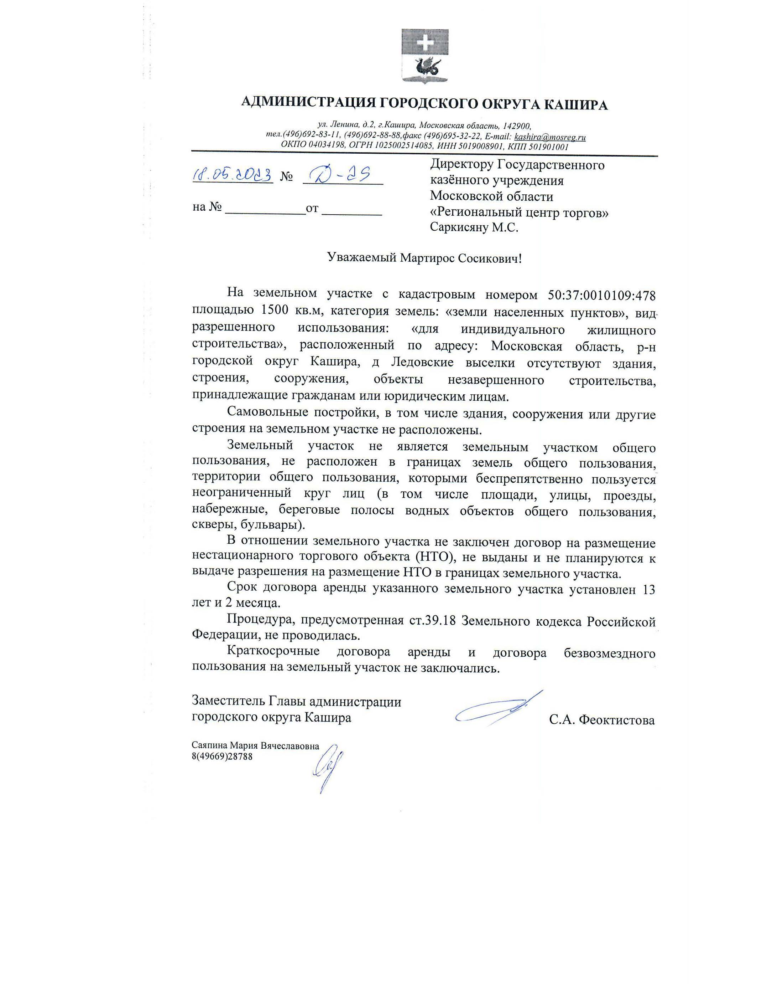 АДМИНИСТРАЦИЯ ГОРОДСКОГО ОКРУГА КАШИРА
ул. Ленина, д.2, г.Кашира, Московская область, 142900,
тел.(496)692-83-11, (496)692-88-88,факс (496)695-32-22, E-mail: kashira@mosreg.ru
ОКПО 04034198, ОГРН 1025002514085, ИНН 5019008901, КПП 501901001
18.05.2023 № Д-29
на № ____________от _________
Директору Государственного
казённого учреждения
Московской области
«Региональный центр торгов»
Саркисяну М.С.
Уважаемый Мартирос Сосикович!
На земельном участке с кадастровым номером 50:37:0010109:478
площадью 1500 кв.м, категория земель: «земли населенных пунктов», вид
разрешенного использования: «для индивидуального жилищного
строительства», расположенный по адресу: Московская область, р-н
городской округ Кашира, д Ледовские выселки отсутствуют здания,
строения, сооружения, объекты незавершенного строительства,
принадлежащие гражданам или юридическим лицам.
Самовольные постройки, в том числе здания, сооружения или другие
строения на земельном участке не расположены.
Земельный участок не является земельным участком общего
пользования, не расположен в границах земель общего пользования,
территории общего пользования, которыми беспрепятственно пользуется
неограниченный круг лиц (в том числе площади, улицы, проезды,
набережные, береговые полосы водных объектов общего пользования,
скверы, бульвары).
В отношении земельного участка не заключен договор на размещение
нестационарного торгового объекта (НТО), не выданы и не планируются к
выдаче разрешения на размещение НТО в границах земельного участка.
Срок договора аренды указанного земельного участка установлен 13
лет и 2 месяца.
Процедура, предусмотренная ст.39.18 Земельного кодекса Российской
Федерации, не проводилась.
Краткосрочные договора аренды и договора безвозмездного
пользования на земельный участок не заключались.
Заместитель Главы администрации
городского округа Кашира
С.А. Феоктистова
Саяпина Мария Вячеславовна
8(49669)28788